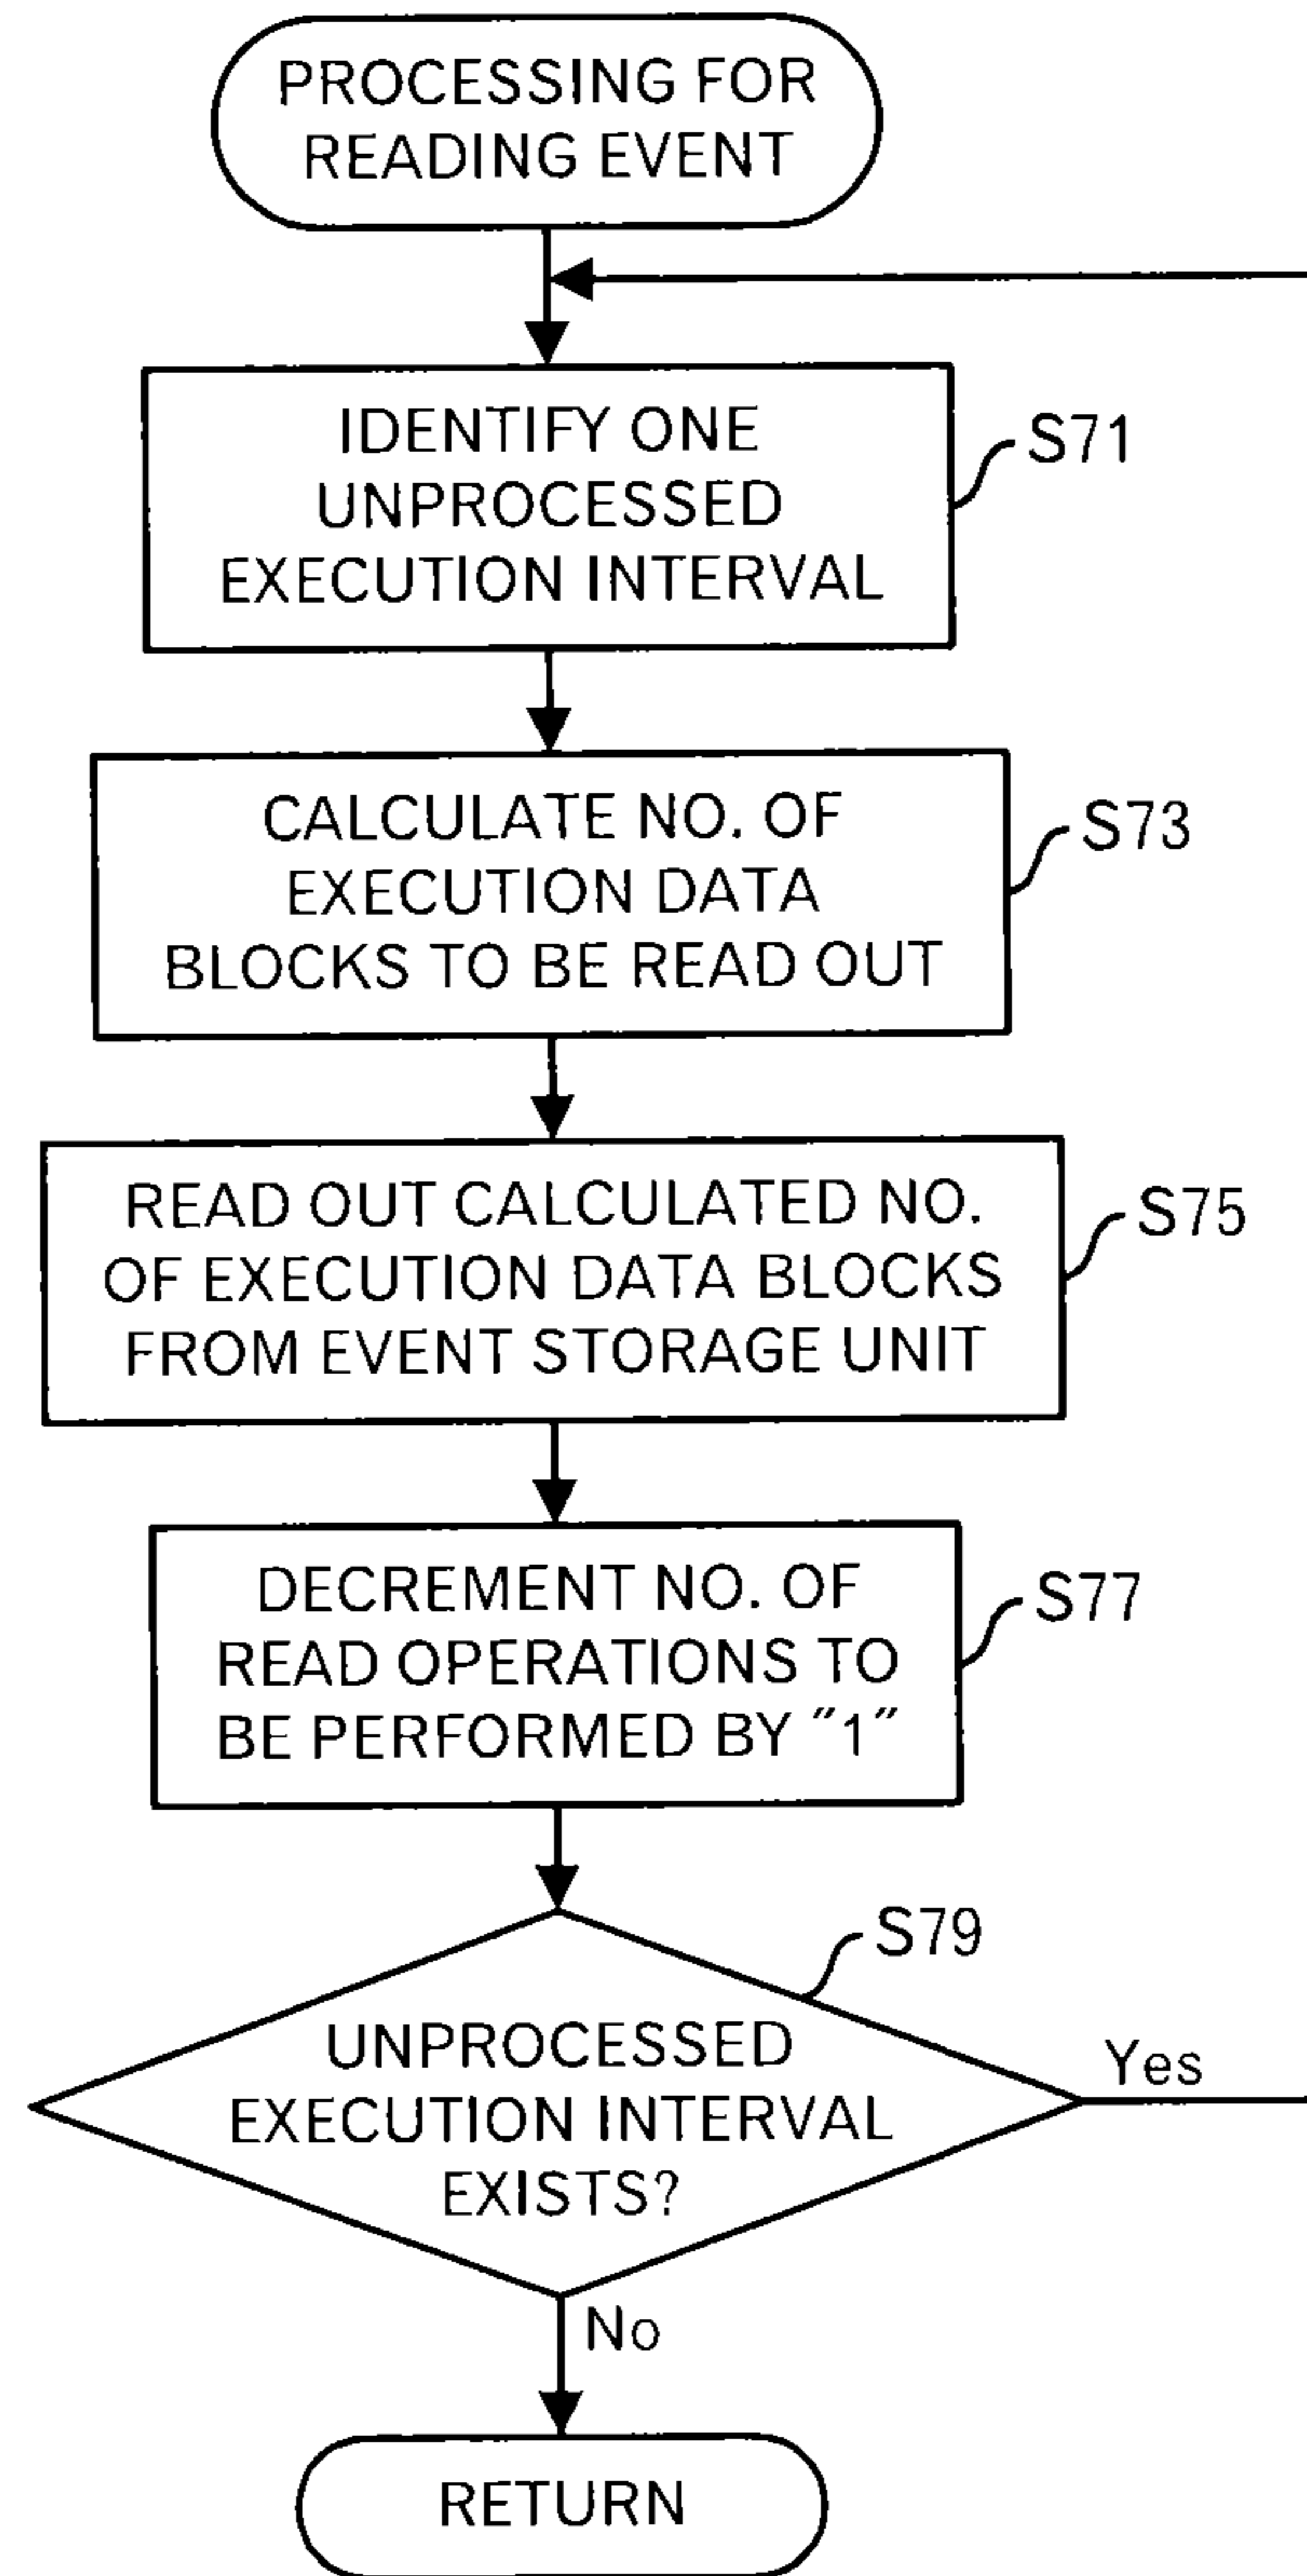 PROCESSING FOR
READING EVENT
IDENTIFY ONE
UNPROCESSED
EXECUTION INTERVAL
S71
CALCULATE NO. OF
EXECUTION DATA
BLOCKS TO BE READ OUT
S73
READ OUT CALCULATED NO.
OF EXECUTION DATA BLOCKS
FROM EVENT STORAGE UNIT
S75
DECREMENT NO. OF
READ OPERATIONS TO
BE PERFORMED BY "1"
S77
S79
UNPROCESSED
EXECUTION INTERVAL
EXISTS?
Yes
No
RETURN